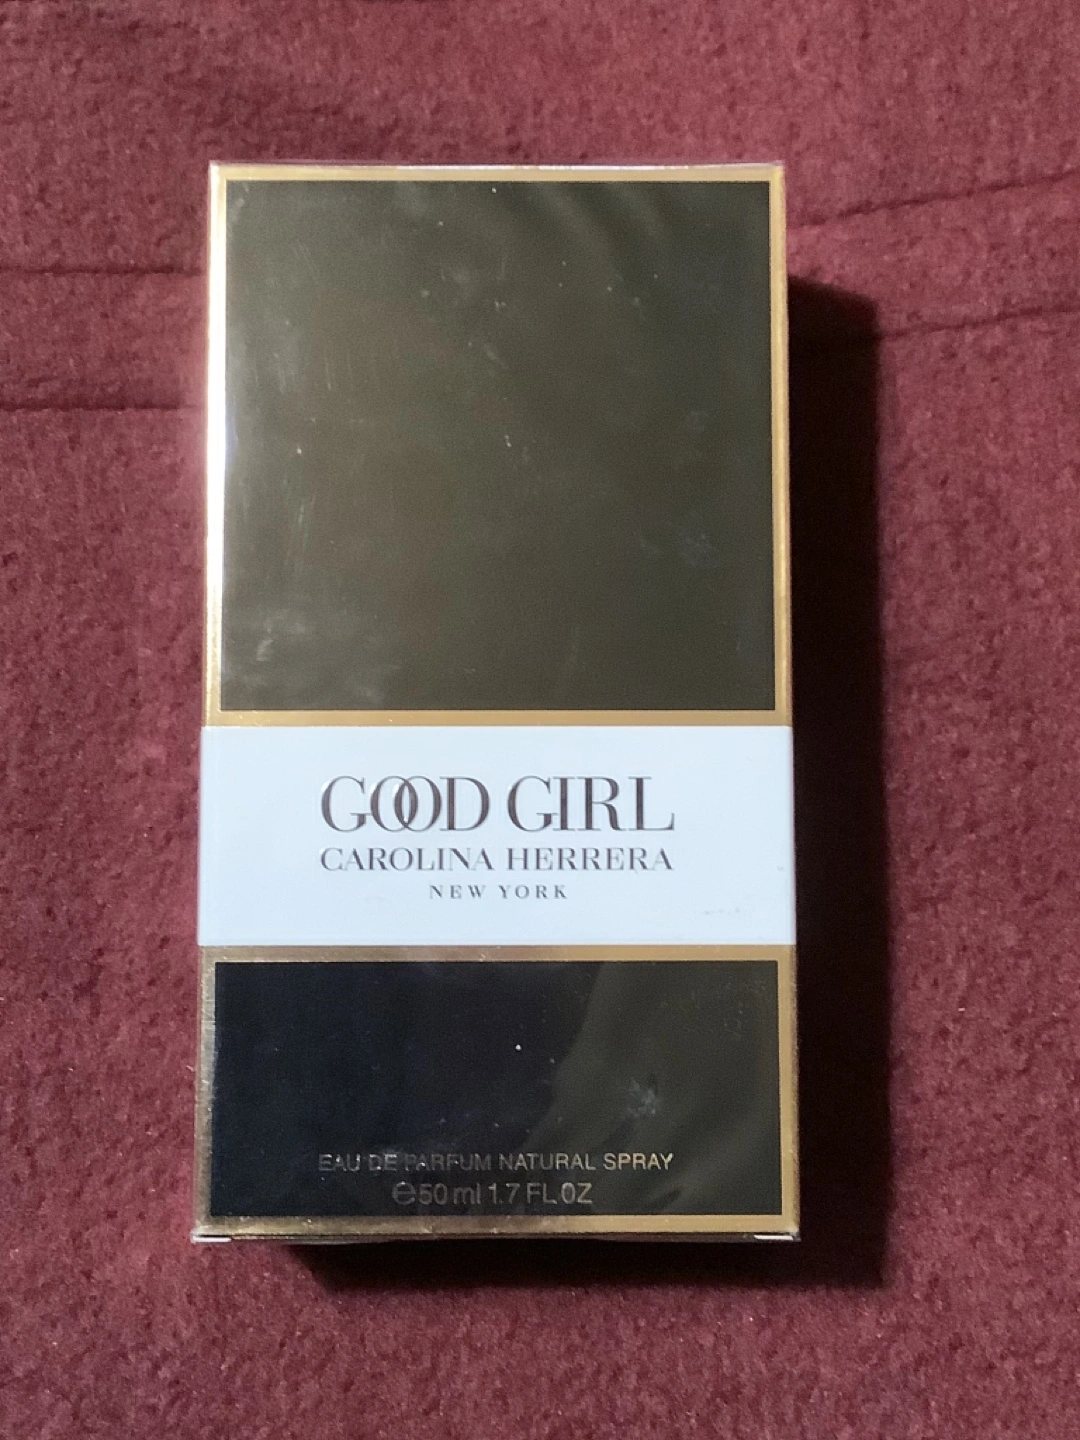 GOOD GIRL
CAROLINA HERRERA
NEW YORK
EAU DE PARFUM NATURAL SPRAY
℮50 ml 1.7 FL.OZ